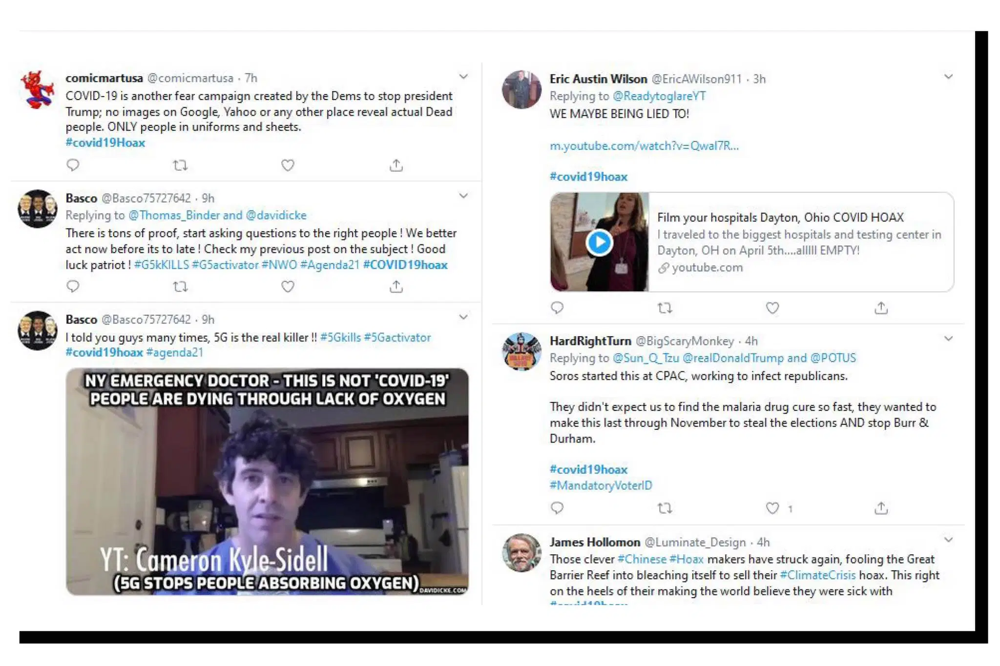 comicmartusa @comicmartusa · 7h
COVID-19 is another fear campaign created by the Dems to stop president
Trump; no images on Google, Yahoo or any other place reveal actual Dead
people. ONLY people in uniforms and sheets.
#covid19Hoax
Basco @Basco75727642 · 9h
Replying to @Thomas_Binder and @davidicke
There is tons of proof, start asking questions to the right people ! We better
act now before its to late ! Check my previous post on the subject ! Good
luck patriot ! #G5kKILLS #G5activator #NWO #Agenda21 #COVID19hoax
Basco @Basco75727642 · 9h
I told you guys many times, 5G is the real killer !! #5Gkills #5Gactivator
#covid19hoax #agenda21
NY EMERGENCY DOCTOR - THIS IS NOT 'COVID-19'
PEOPLE ARE DYING THROUGH LACK OF OXYGEN
YT: Cameron Kyle-Sidell
(5G STOPS PEOPLE ABSORBING OXYGEN)
DAVIDICKE.COM
Eric Austin Wilson @EricAWilson911 · 3h
Replying to @ReadytoglareYT
WE MAYBE BEING LIED TO!
m.youtube.com/watch?v=Qwal7R...
#covid19hoax
Film your hospitals Dayton, Ohio COVID HOAX
I traveled to the biggest hospitals and testing center in
Dayton, OH on April 5th....alllll EMPTY!
youtube.com
HardRightTurn @BigScaryMonkey · 4h
Replying to @Sun_Q_Tzu @realDonaldTrump and @POTUS
Soros started this at CPAC, working to infect republicans.
They didn't expect us to find the malaria drug cure so fast, they wanted to
make this last through November to steal the elections AND stop Burr &
Durham.
#covid19hoax
#MandatoryVoterID
1
James Hollomon @Luminate_Design · 4h
Those clever #Chinese #Hoax makers have struck again, fooling the Great
Barrier Reef into bleaching itself to sell their #ClimateCrisis hoax. This right
on the heels of their making the world believe they were sick with
#covid19hoax